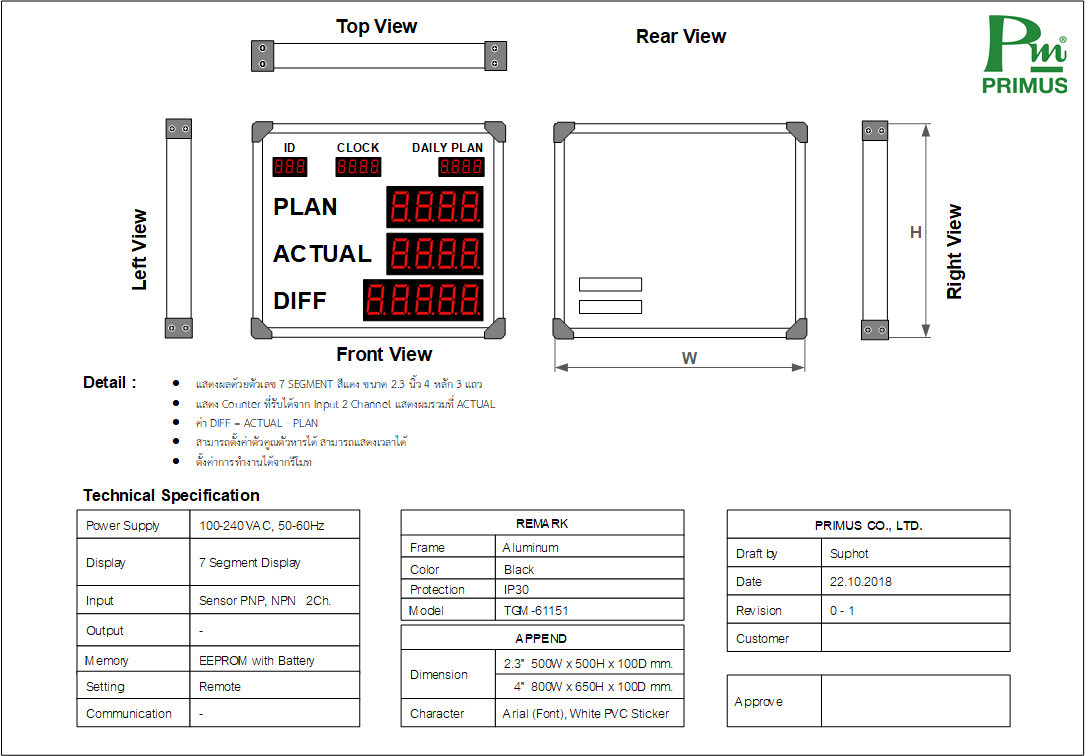 Top View
Rear View
Pm®
PRIMUS
ID CLOCK DAILY PLAN
8.8.8. 8.8.8.8. 8.8.8.8.
PLAN 8.8.8.8.
ACTUAL 8.8.8.8.
DIFF 8.8.8.8.8.
Left View
H
Right View
Front View
W
Detail :
• แสดงผลด้วยตัวเลข 7 SEGMENT สีแดง ขนาด 2.3 นิ้ว 4 หลัก 3 แถว
• แสดง Counter ที่รับได้จาก Input 2 Channel แสดงผมรวมที่ ACTUAL
• ค่า DIFF = ACTUAL - PLAN
• สามารถตั้งค่าตัวคูณตัวหารได้ สามารถแสดงเวลาได้
• ตั้งค่าการทำงานได้จากรีโมท
Technical Specification
Power Supply 100-240 VAC, 50-60Hz
Display 7 Segment Display
Input Sensor PNP, NPN 2Ch.
Output -
Memory EEPROM with Battery
Setting Remote
Communication -
REMARK
Frame Aluminum
Color Black
Protection IP30
Model TGM-61151
APPEND
Dimension 2.3" 500W x 500H x 100D mm.
4" 800W x 650H x 100D mm.
Character Arial (Font), White PVC Sticker
PRIMUS CO., LTD.
Draft by Suphot
Date 22.10.2018
Revision 0 - 1
Customer
Approve